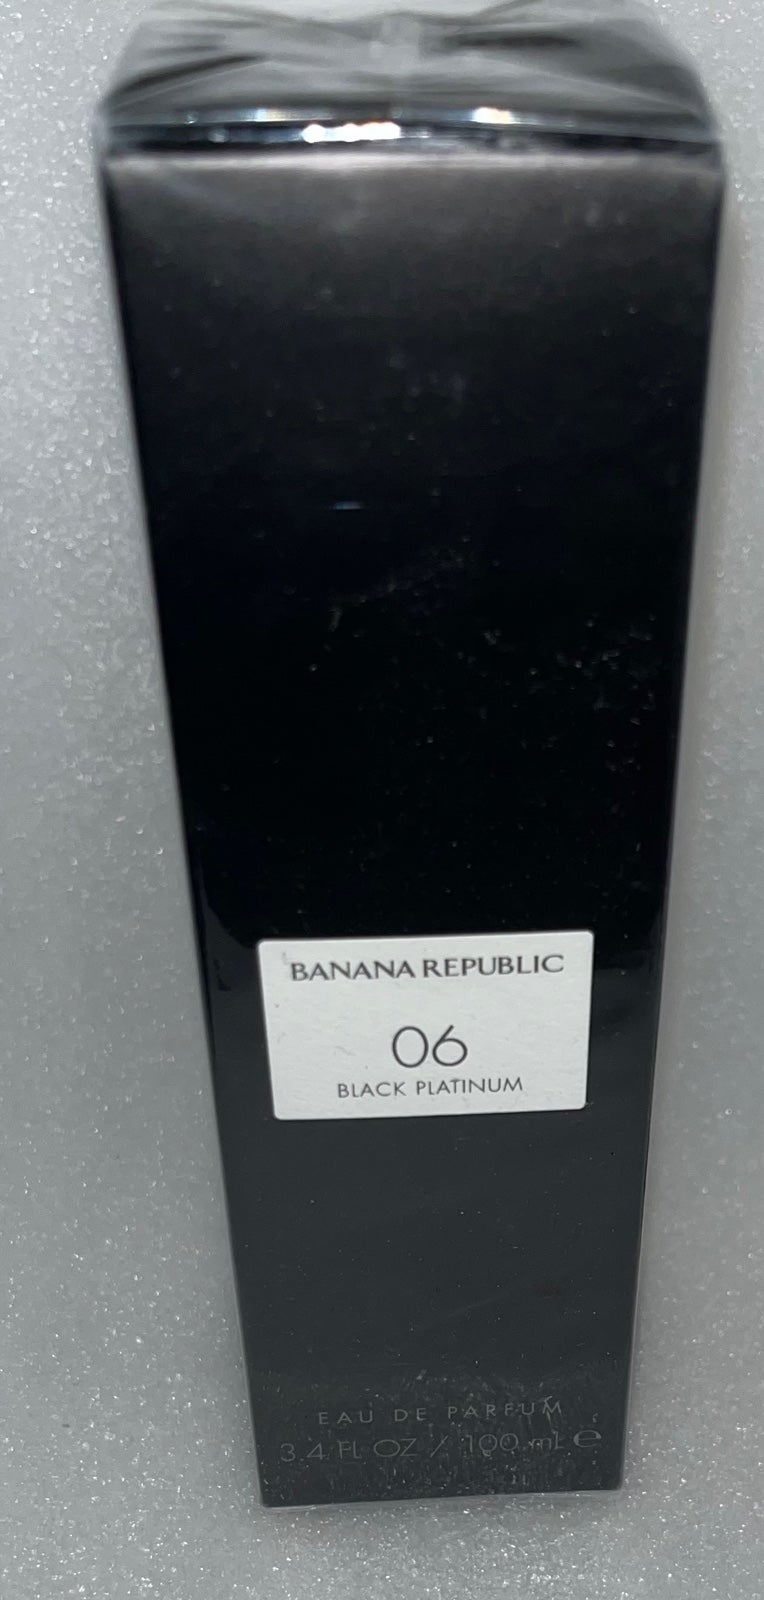 BANANA REPUBLIC
06
BLACK PLATINUM
EAU DE PARFUM
3.4 FL OZ / 100 mL ℮